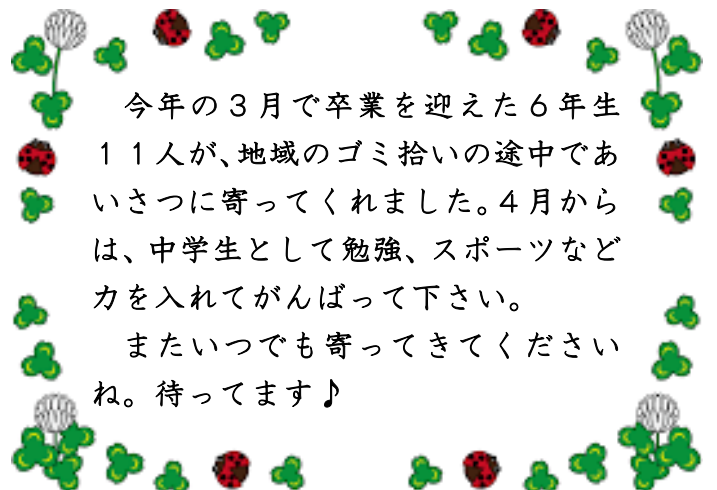 今年の３月で卒業を迎えた６年生
１１人が、地域のゴミ拾いの途中であ
いさつに寄ってくれました。４月から
は、中学生として勉強、スポーツなど
力を入れてがんばって下さい。
またいつでも寄ってきてください
ね。待ってます♪